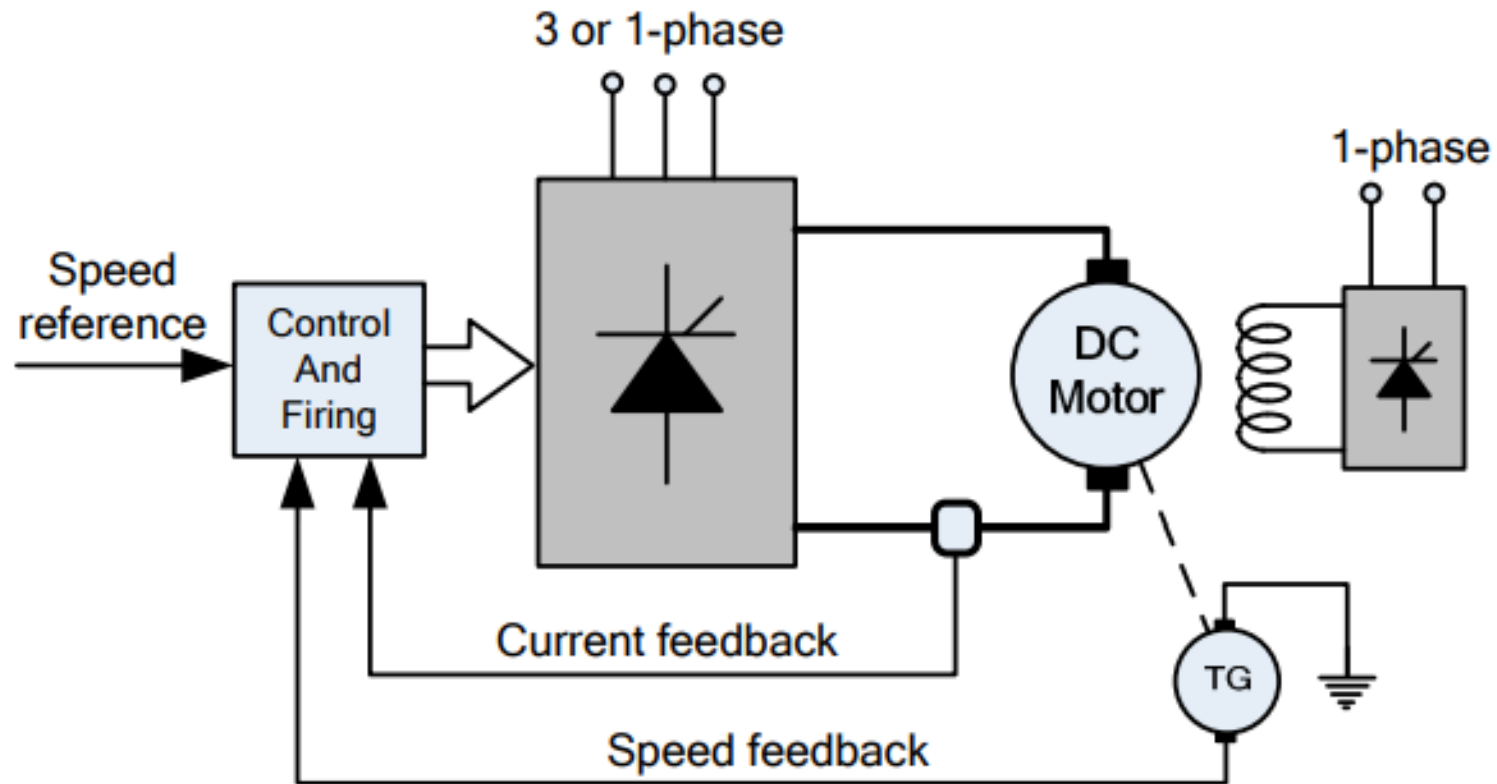 3 or 1-phase
1-phase
Speed
reference
Control
And
Firing
DC
Motor
Current feedback
TG
Speed feedback